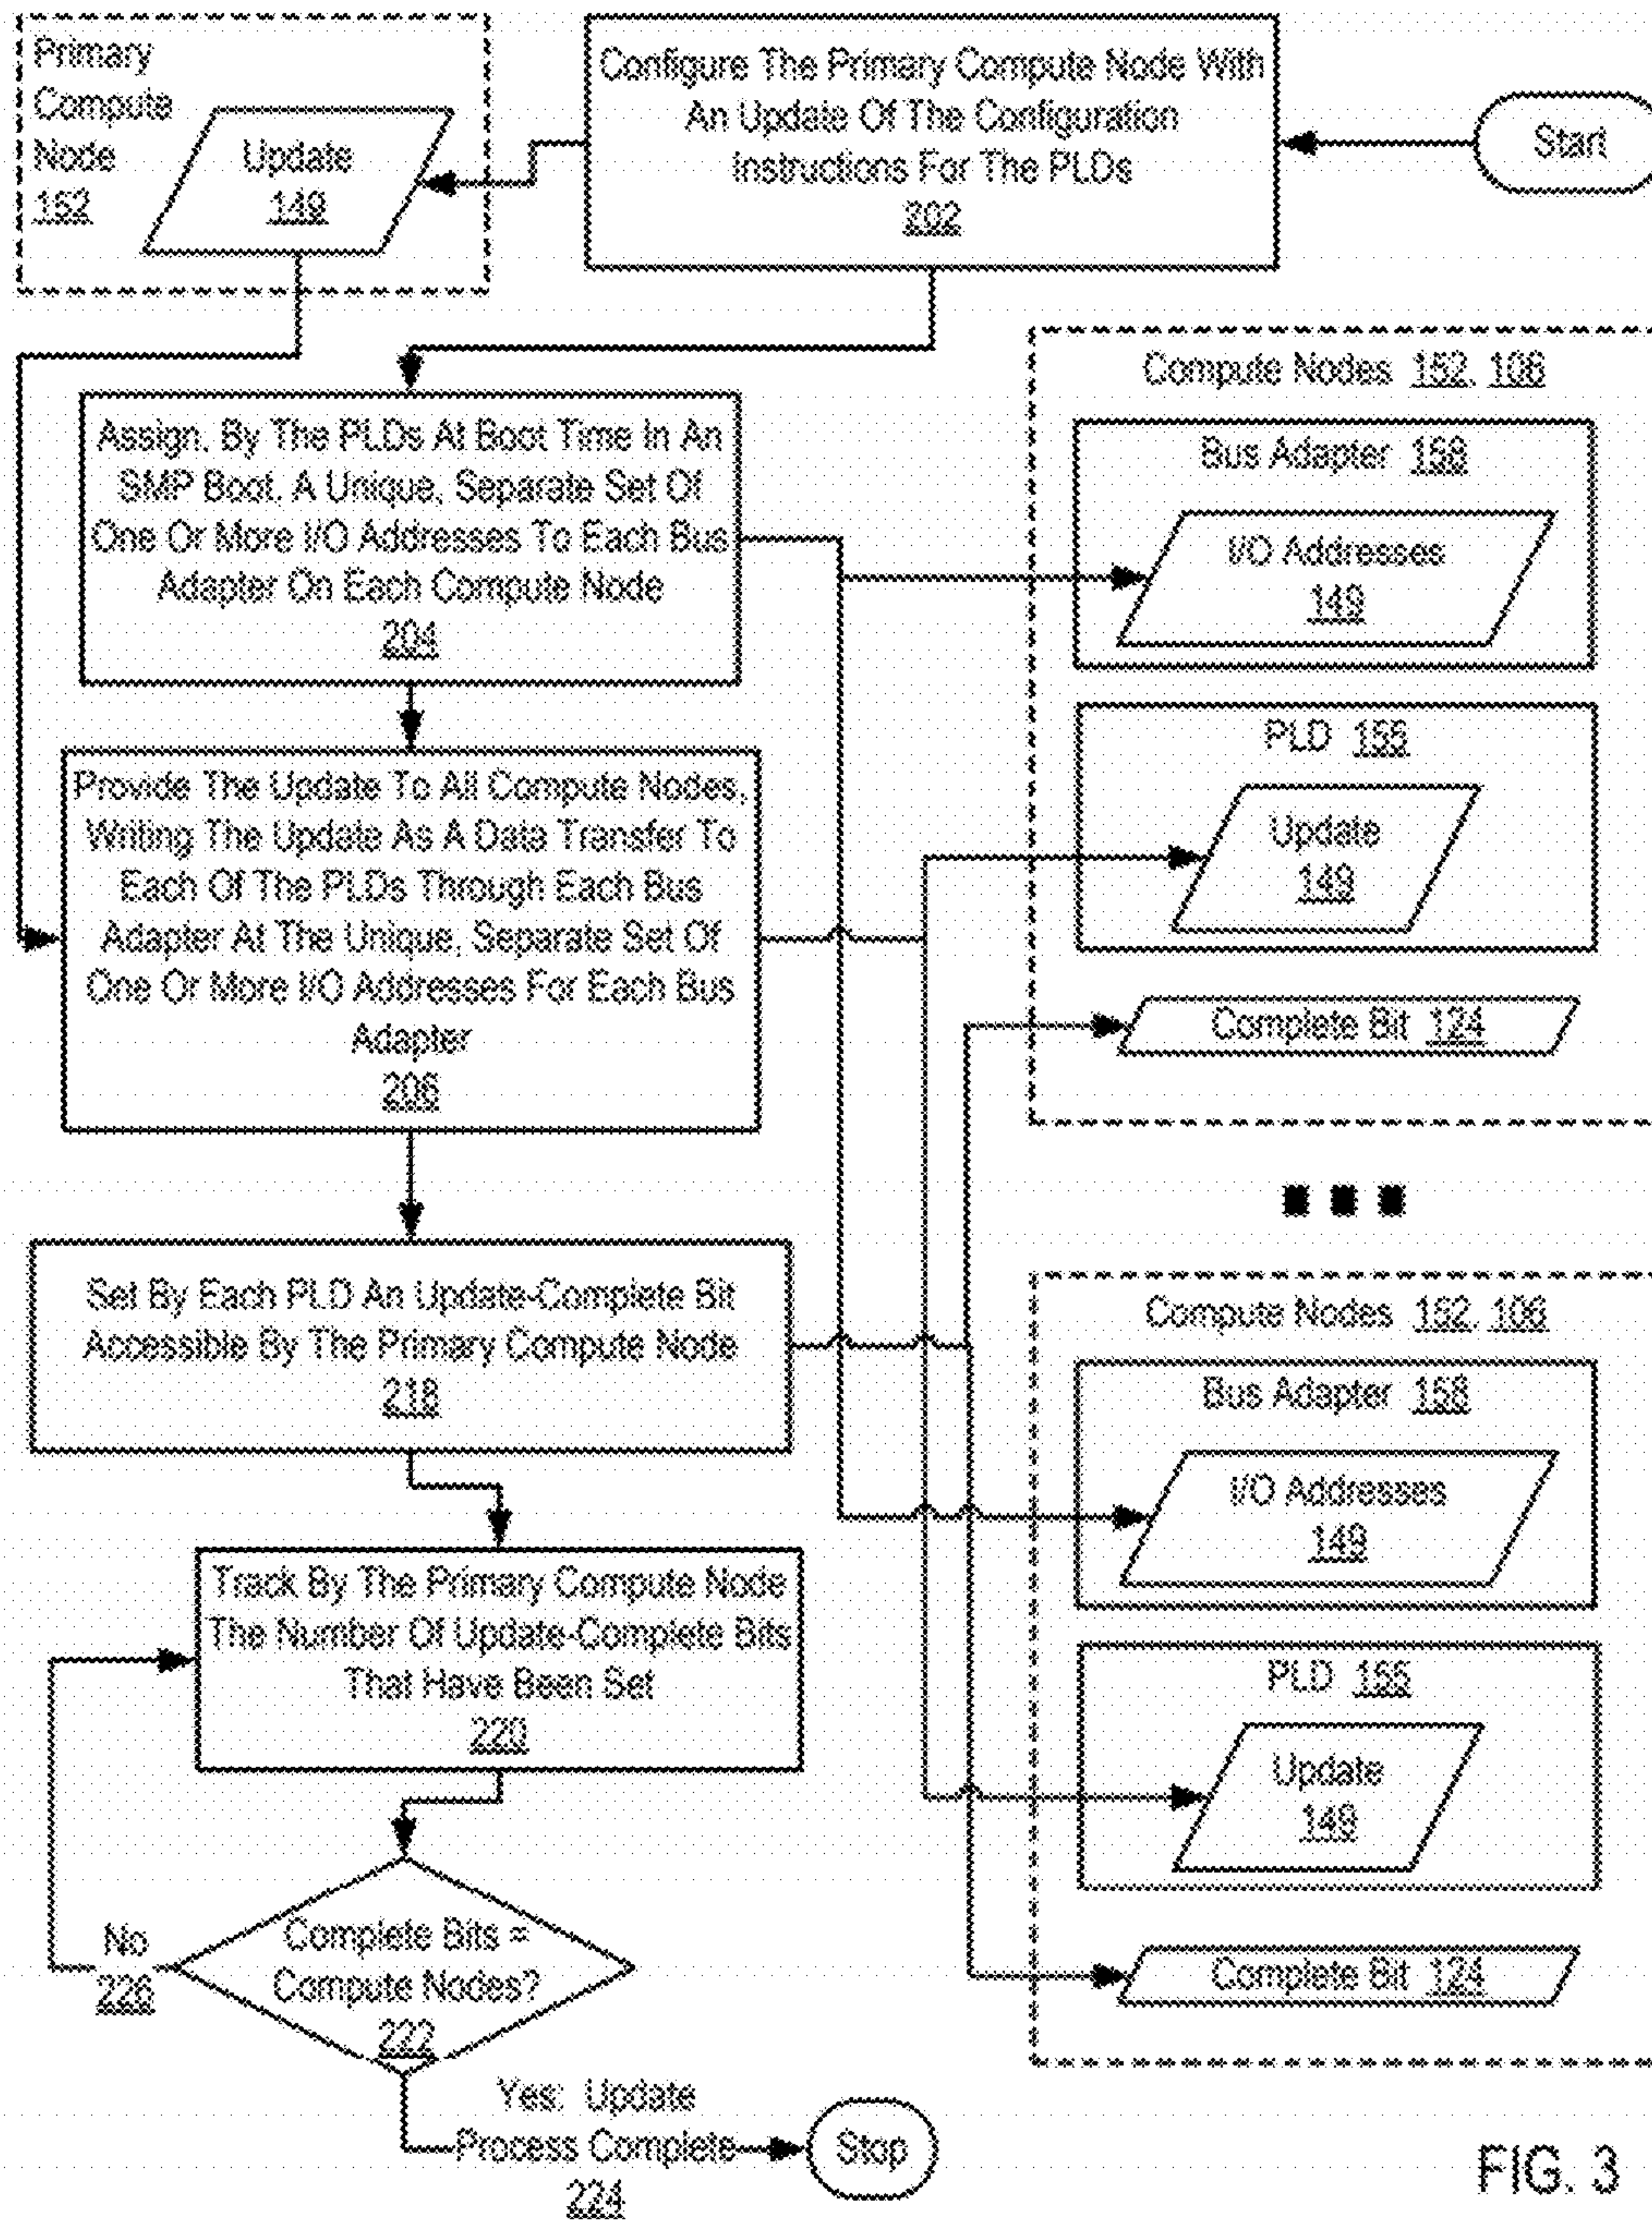 Primary
Compute
Node
152
Update
149
Configure The Primary Compute Node With
An Update Of The Configuration
Instructions For The PLDs
202
Start
Assign, By The PLDs At Boot Time In An
SMP Boot, A Unique, Separate Set Of
One Or More I/O Addresses To Each Bus
Adapter On Each Compute Node
204
Provide The Update To All Compute Nodes,
Writing The Update As A Data Transfer To
Each Of The PLDs Through Each Bus
Adapter At The Unique, Separate Set Of
One Or More I/O Addresses For Each Bus
Adapter
206
Set By Each PLD An Update-Complete Bit
Accessible By The Primary Compute Node
218
Track By The Primary Compute Node
The Number Of Update-Complete Bits
That Have Been Set
220
Complete Bits =
Compute Nodes?
222
No
226
Yes: Update
Process Complete
224
Stop
Compute Nodes 152, 106
Bus Adapter 158
I/O Addresses
149
PLD 155
Update
149
Complete Bit 124
Compute Nodes 152, 106
Bus Adapter 158
I/O Addresses
149
PLD 155
Update
149
Complete Bit 124
FIG. 3